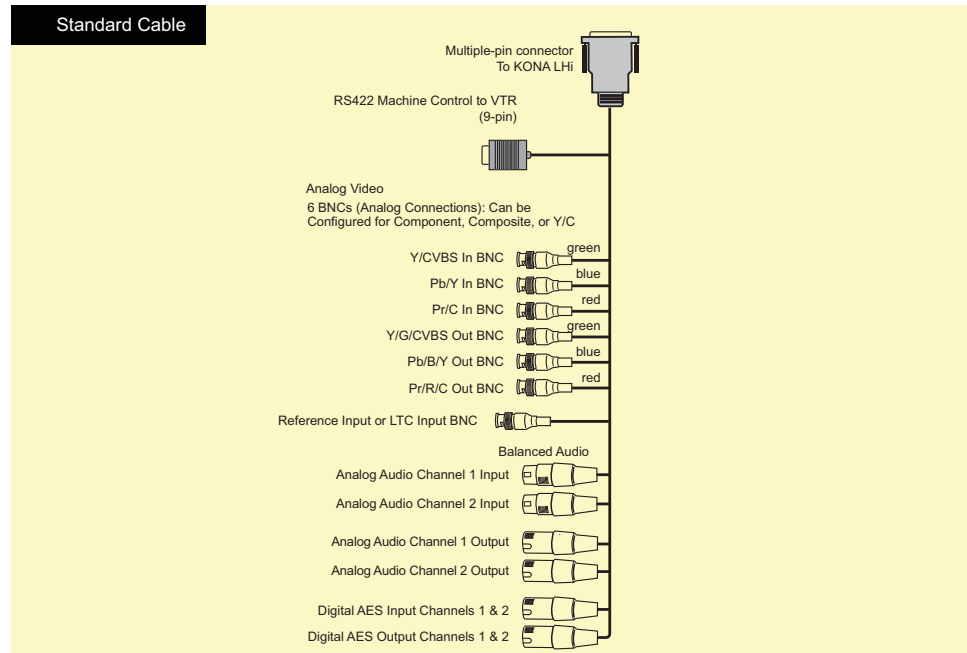 Standard Cable
Multiple-pin connector
To KONA LHi
RS422 Machine Control to VTR
(9-pin)
Analog Video
6 BNCs (Analog Connections): Can be
Configured for Component, Composite, or Y/C
Y/CVBS In BNC green
Pb/Y In BNC blue
Pr/C In BNC red
Y/G/CVBS Out BNC green
Pb/B/Y Out BNC blue
Pr/R/C Out BNC red
Reference Input or LTC Input BNC
Balanced Audio
Analog Audio Channel 1 Input
Analog Audio Channel 2 Input
Analog Audio Channel 1 Output
Analog Audio Channel 2 Output
Digital AES Input Channels 1 & 2
Digital AES Output Channels 1 & 2